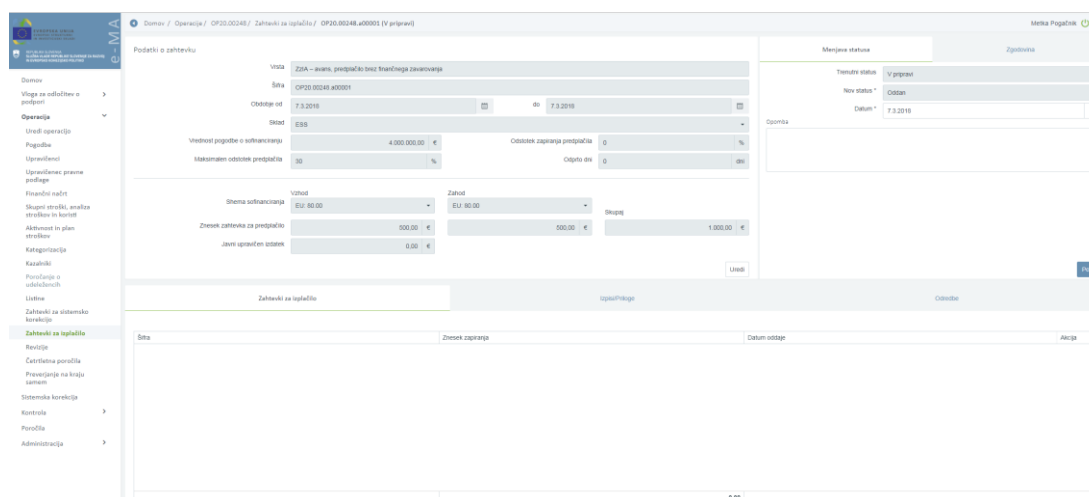 Domov / Operacija / OP20.00248 / Zahtevki za izplačilo / OP20.00248.a00001 (V pripravi)
Metka Pogačnik
e-MA
Domov
Vloga za odločitev o podpori
Operacija
Uredi operacijo
Pogodbe
Upravičenci
Upravičenec pravne podlage
Finančni načrt
Skupni stroški, analiza stroškov in koristi
Aktivnost in plan stroškov
Kategorizacija
Kazalniki
Poročanje o udeležencih
Listine
Zahtevki za sistemsko korekcijo
Zahtevki za izplačilo
Revizije
Četrtletna poročila
Preverjanje na kraju samem
Sistemska korekcija
Kontrola
Poročila
Administracija
Podatki o zahtevku
Vrsta ZzIA – avans, predplačilo brez finančnega zavarovanja
Šifra OP20.00248.a00001
Obdobje od 7.3.2018 do 7.3.2018
Sklad ESS
Vrednost pogodbe o sofinanciranju 4.000.000,00 € Odstotek zapiranja predplačila 0 %
Maksimalen odstotek predplačila 30 % Odprto dni 0 dni
Vzhod Zahod
Shema sofinanciranja EU: 80.00 EU: 80.00 Skupaj
Znesek zahtevka za predplačilo 500,00 € 500,00 € 1.000,00 €
Javni upravičen izdatek 0,00 €
Uredi
Menjava statusa Zgodovina
Trenutni status V pripravi
Nov status * Oddan
Datum * 7.3.2018
Opomba
Po
Zahtevki za izplačilo Izpisi/Priloge Odredbe
Šifra Znesek zapiranja Datum oddaje Akcija
0,00